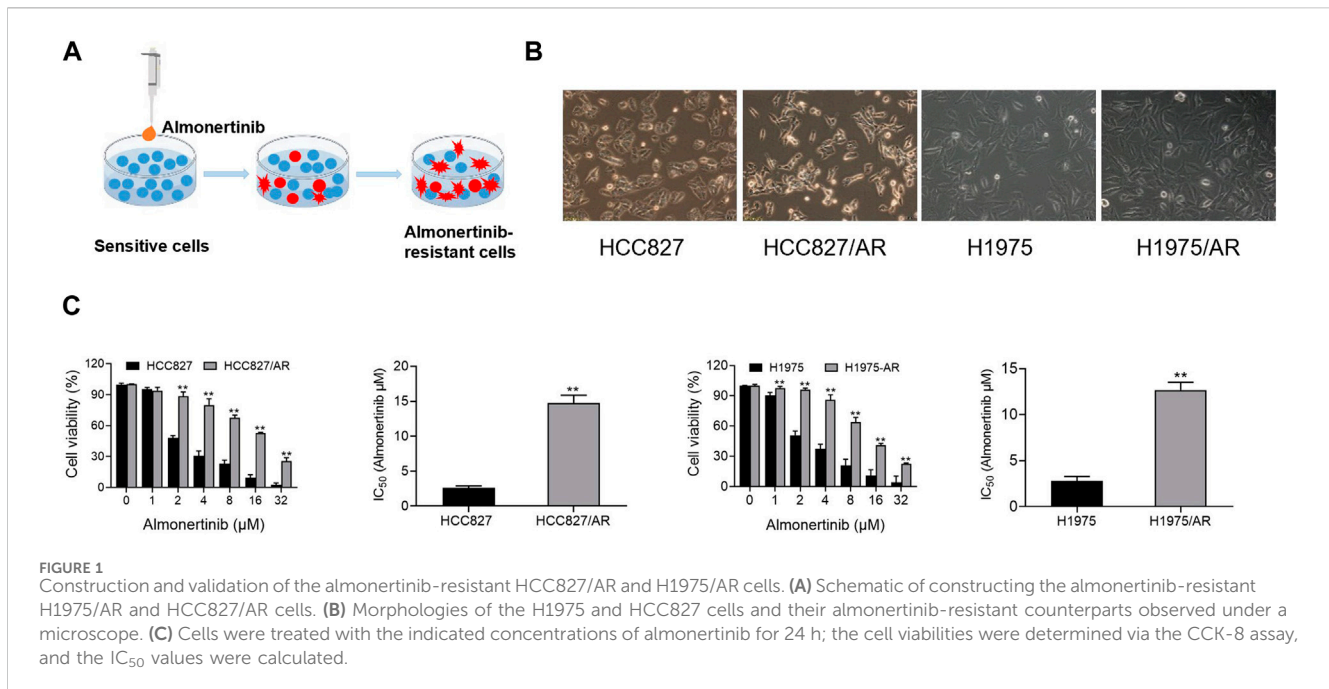 A
Almonertinib
Sensitive cells
Almonertinib-
resistant cells
B
HCC827
HCC827/AR
H1975
H1975/AR
C
HCC827 HCC827/AR
Cell viability (%)
120
90
60
30
0
** ** ** ** **
0 1 2 4 8 16 32
Almonertinib (μM)
IC50 (Almonertinib μM)
20
15
10
5
0
**
HCC827 HCC827/AR
H1975 H1975-AR
Cell viability (%)
120
90
60
30
0
** ** ** ** ** **
0 1 2 4 8 16 32
Almonertinib (μM)
IC50 (Almonertinib μM)
15
10
5
0
**
H1975 H1975/AR
FIGURE 1
Construction and validation of the almonertinib-resistant HCC827/AR and H1975/AR cells. (A) Schematic of constructing the almonertinib-resistant
H1975/AR and HCC827/AR cells. (B) Morphologies of the H1975 and HCC827 cells and their almonertinib-resistant counterparts observed under a
microscope. (C) Cells were treated with the indicated concentrations of almonertinib for 24 h; the cell viabilities were determined via the CCK-8 assay,
and the IC50 values were calculated.